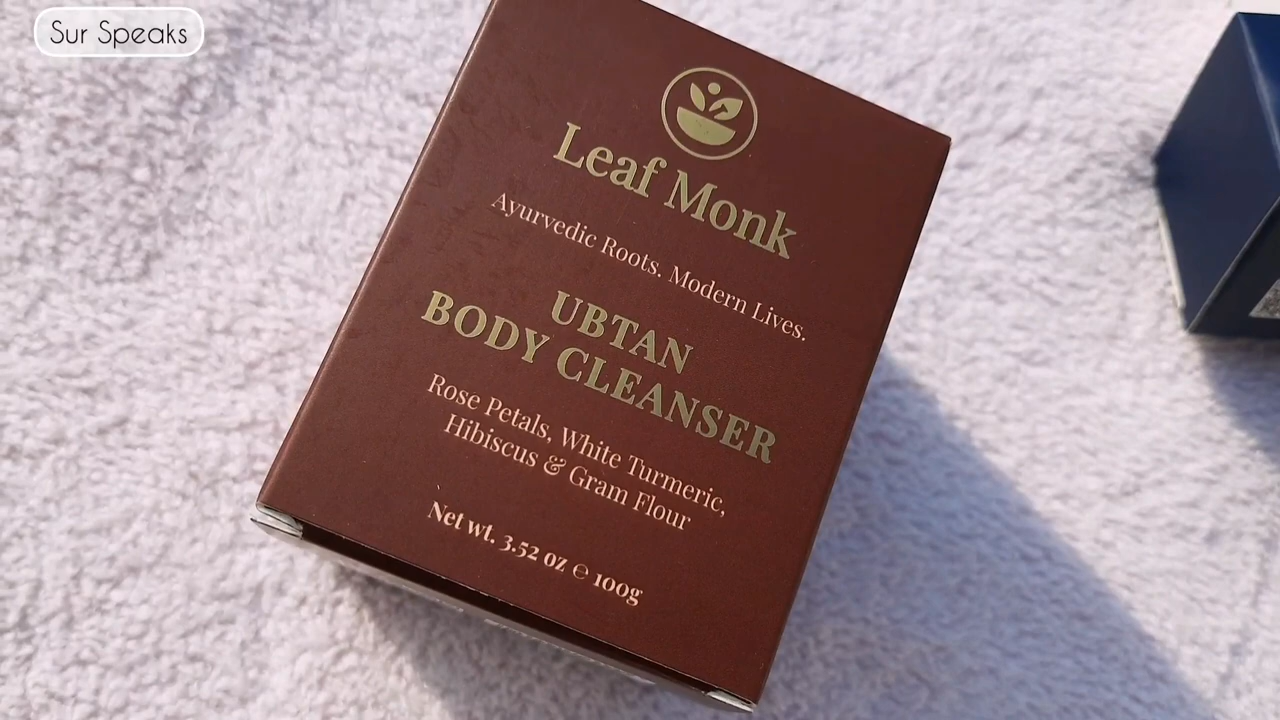 Sur Speaks
Leaf Monk
Ayurvedic Roots. Modern Lives.
UBTAN
BODY CLEANSER
Rose Petals, White Turmeric,
Hibiscus & Gram Flour
Net wt. 3.52 oz ℮ 100g